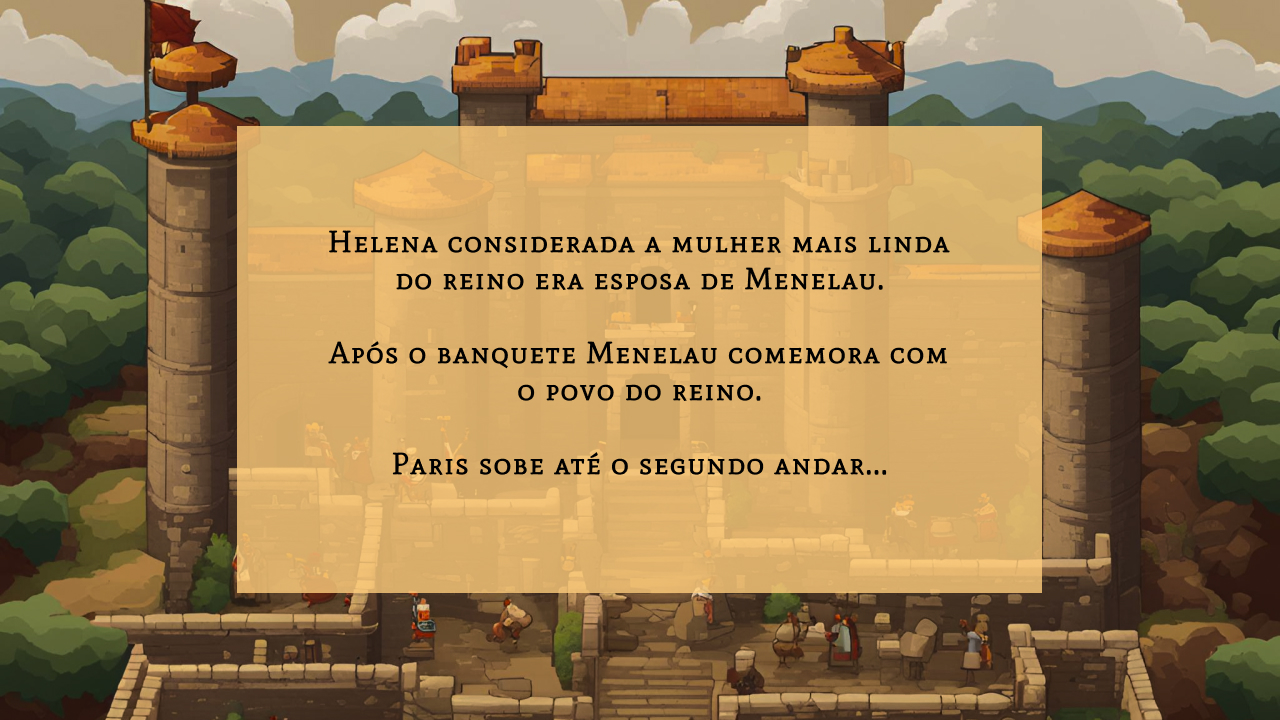 Helena considerada a mulher mais linda
do reino era esposa de Menelau.
Após o banquete Menelau comemora com
o povo do reino.
Paris sobe até o segundo andar...